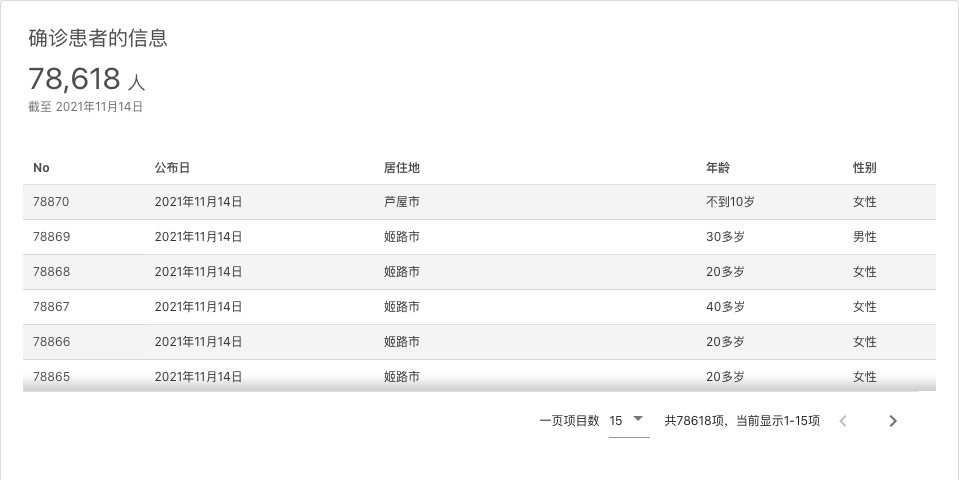 确诊患者的信息
78,618 人
截至 2021年11月14日
No 公布日 居住地 年龄 性别
78870 2021年11月14日 芦屋市 不到10岁 女性
78869 2021年11月14日 姬路市 30多岁 男性
78868 2021年11月14日 姬路市 20多岁 女性
78867 2021年11月14日 姬路市 40多岁 女性
78866 2021年11月14日 姬路市 20多岁 女性
78865 2021年11月14日 姬路市 20多岁 女性
一页项目数 15 共78618项，当前显示1-15项